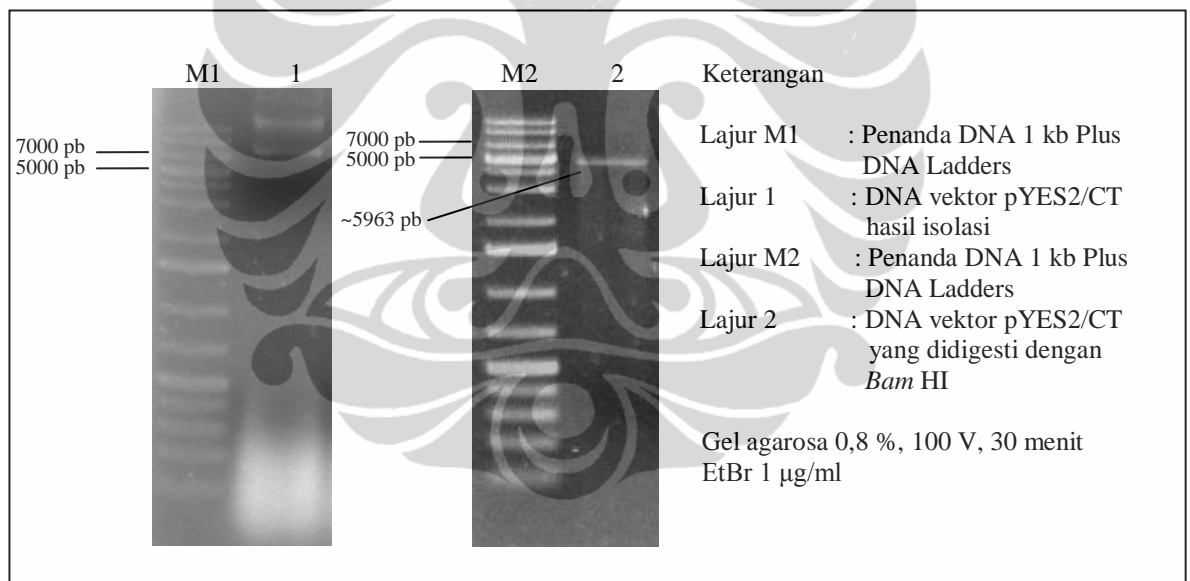 M1 1
7000 pb
5000 pb
M2 2
7000 pb
5000 pb
~5963 pb
Keterangan
Lajur M1 : Penanda DNA 1 kb Plus
DNA Ladders
Lajur 1 : DNA vektor pYES2/CT
hasil isolasi
Lajur M2 : Penanda DNA 1 kb Plus
DNA Ladders
Lajur 2 : DNA vektor pYES2/CT
yang didigesti dengan
Bam HI
Gel agarosa 0,8 %, 100 V, 30 menit
EtBr 1 µg/ml